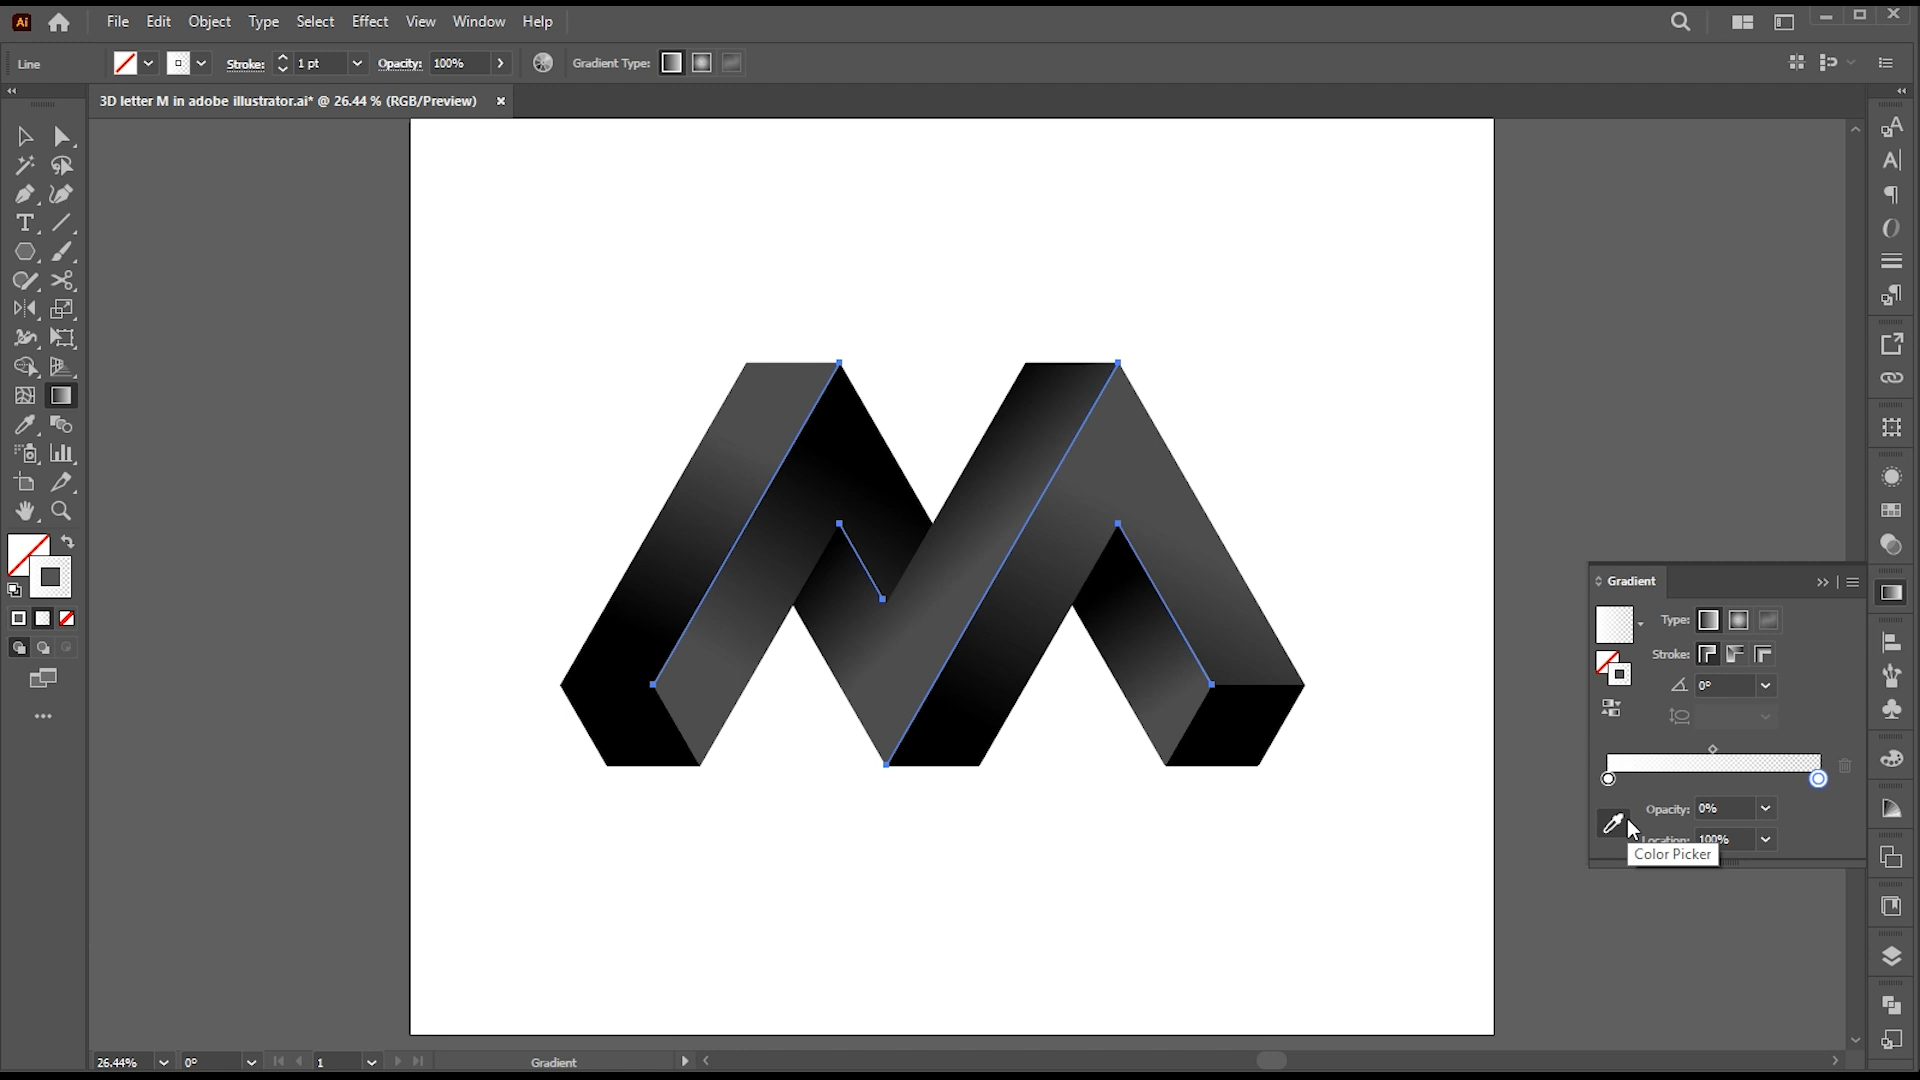 Ai File Edit Object Type Select Effect View Window Help
Line Stroke: 1 pt Opacity: 100% Gradient Type:
3D letter M in adobe illustrator.ai* @ 26.44 % (RGB/Preview) ×
Gradient
Type:
Stroke:
0°
Opacity: 0%
Location: 100%
Color Picker
26.44% 0° 1 Gradient